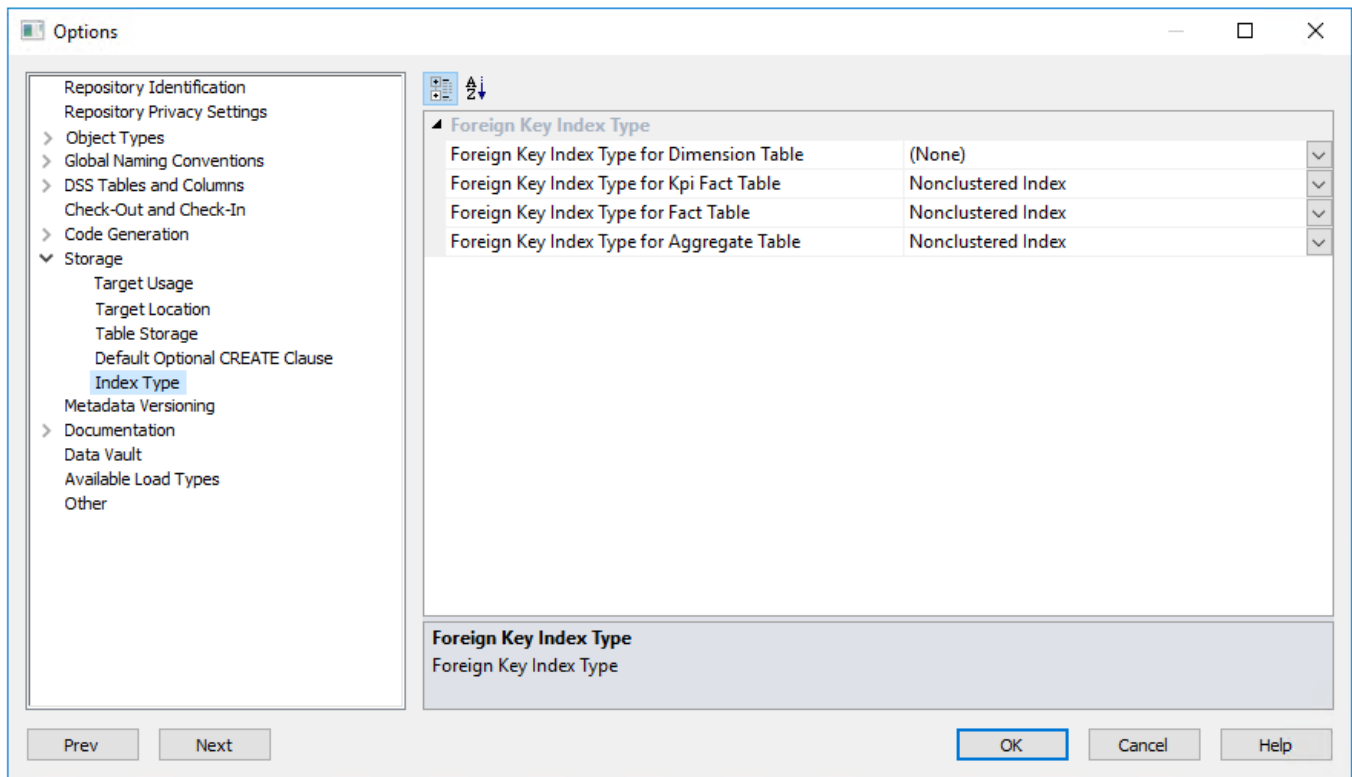 Options
Repository Identification
Repository Privacy Settings
Object Types
Global Naming Conventions
DSS Tables and Columns
Check-Out and Check-In
Code Generation
Storage
Target Usage
Target Location
Table Storage
Default Optional CREATE Clause
Index Type
Metadata Versioning
Documentation
Data Vault
Available Load Types
Other
Foreign Key Index Type
Foreign Key Index Type for Dimension Table (None)
Foreign Key Index Type for Kpi Fact Table Nonclustered Index
Foreign Key Index Type for Fact Table Nonclustered Index
Foreign Key Index Type for Aggregate Table Nonclustered Index
Foreign Key Index Type
Foreign Key Index Type
Prev Next OK Cancel Help